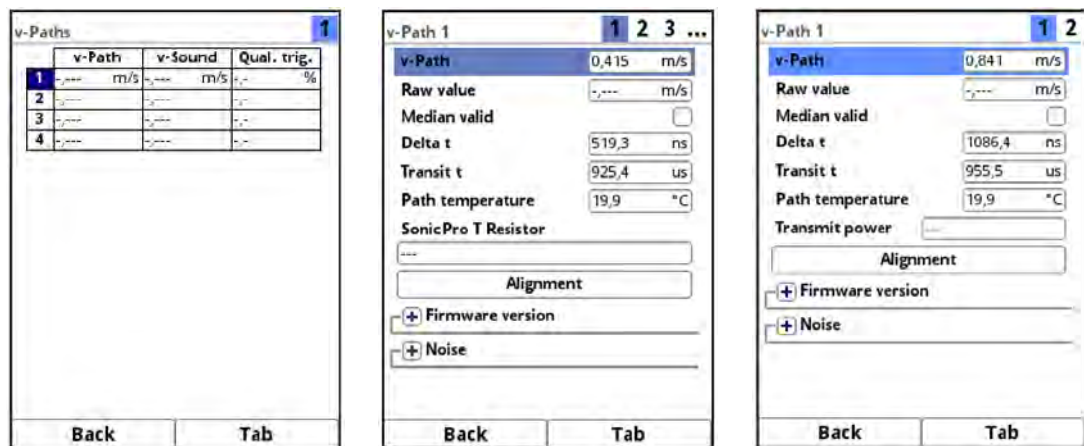 v-Paths 1
v-Path v-Sound Qual. trig.
1 -,--- m/s -,--- m/s -,- %
2 -,--- -,--- -,-
3 -,--- -,--- -,-
4 -,--- -,--- -,-
Back Tab
v-Path 1 1 2 3 ...
v-Path 0,415 m/s
Raw value -,--- m/s
Median valid
Delta t 519,3 ns
Transit t 925,4 us
Path temperature 19,9 °C
SonicPro T Resistor
---
Alignment
+ Firmware version
+ Noise
Back Tab
v-Path 1 1 2
v-Path 0,841 m/s
Raw value -,--- m/s
Median valid
Delta t 1086,4 ns
Transit t 955,5 us
Path temperature 19,9 °C
Transmit power ---
Alignment
+ Firmware version
+ Noise
Back Tab